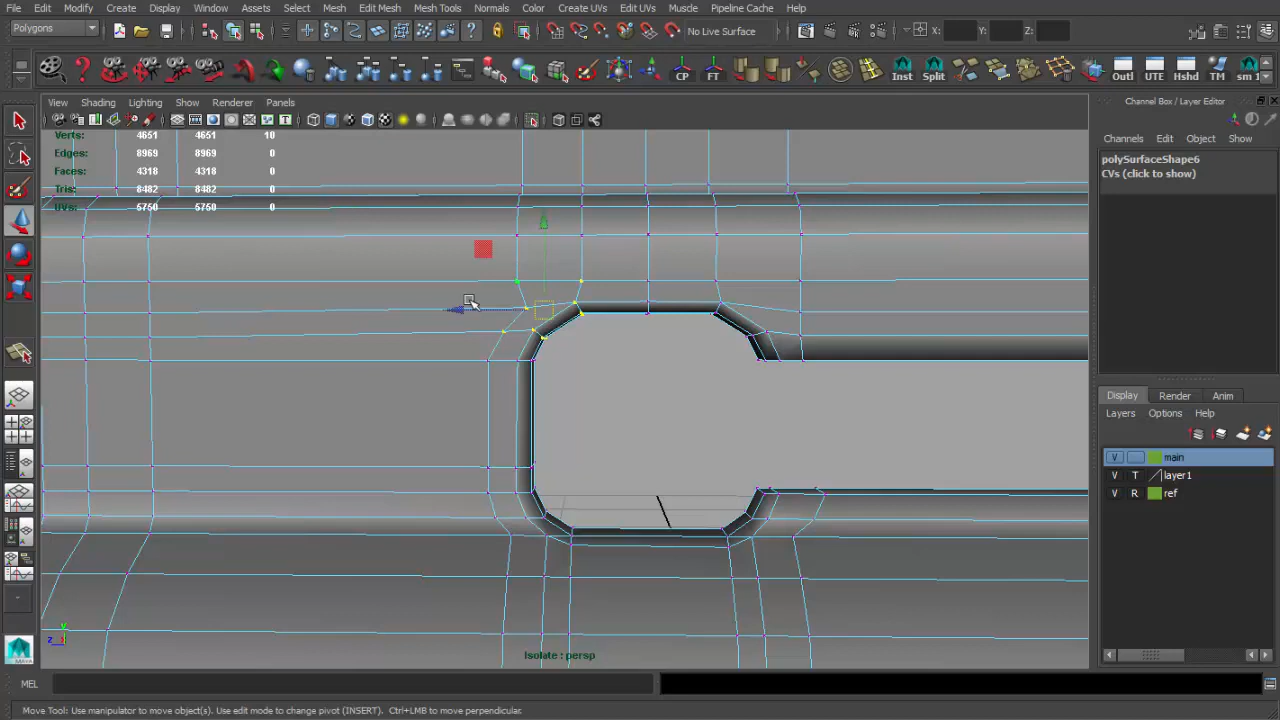 File Edit Modify Create Display Window Assets Select Mesh Edit Mesh Mesh Tools Normals Color Create UVs Edit UVs Muscle Pipeline Cache Help
Polygons
No Live Surface
X:
Y:
Z:
CP FT Inst Split Outl UTE Hshd TM sm 1
View Shading Lighting Show Renderer Panels
Channel Box / Layer Editor
Channels Edit Object Show
polySurfaceShape6
CVs (click to show)
Verts: 4651 4651 10
Edges: 8969 8969 0
Faces: 4318 4318 0
Tris: 8482 8482 0
UVs: 5750 5750 0
Display Render Anim
Layers Options Help
V main
V T layer1
V R ref
Isolate : persp
MEL
Move Tool: Use manipulator to move object(s). Use edit mode to change pivot (INSERT). Ctrl+LMB to move perpendicular.